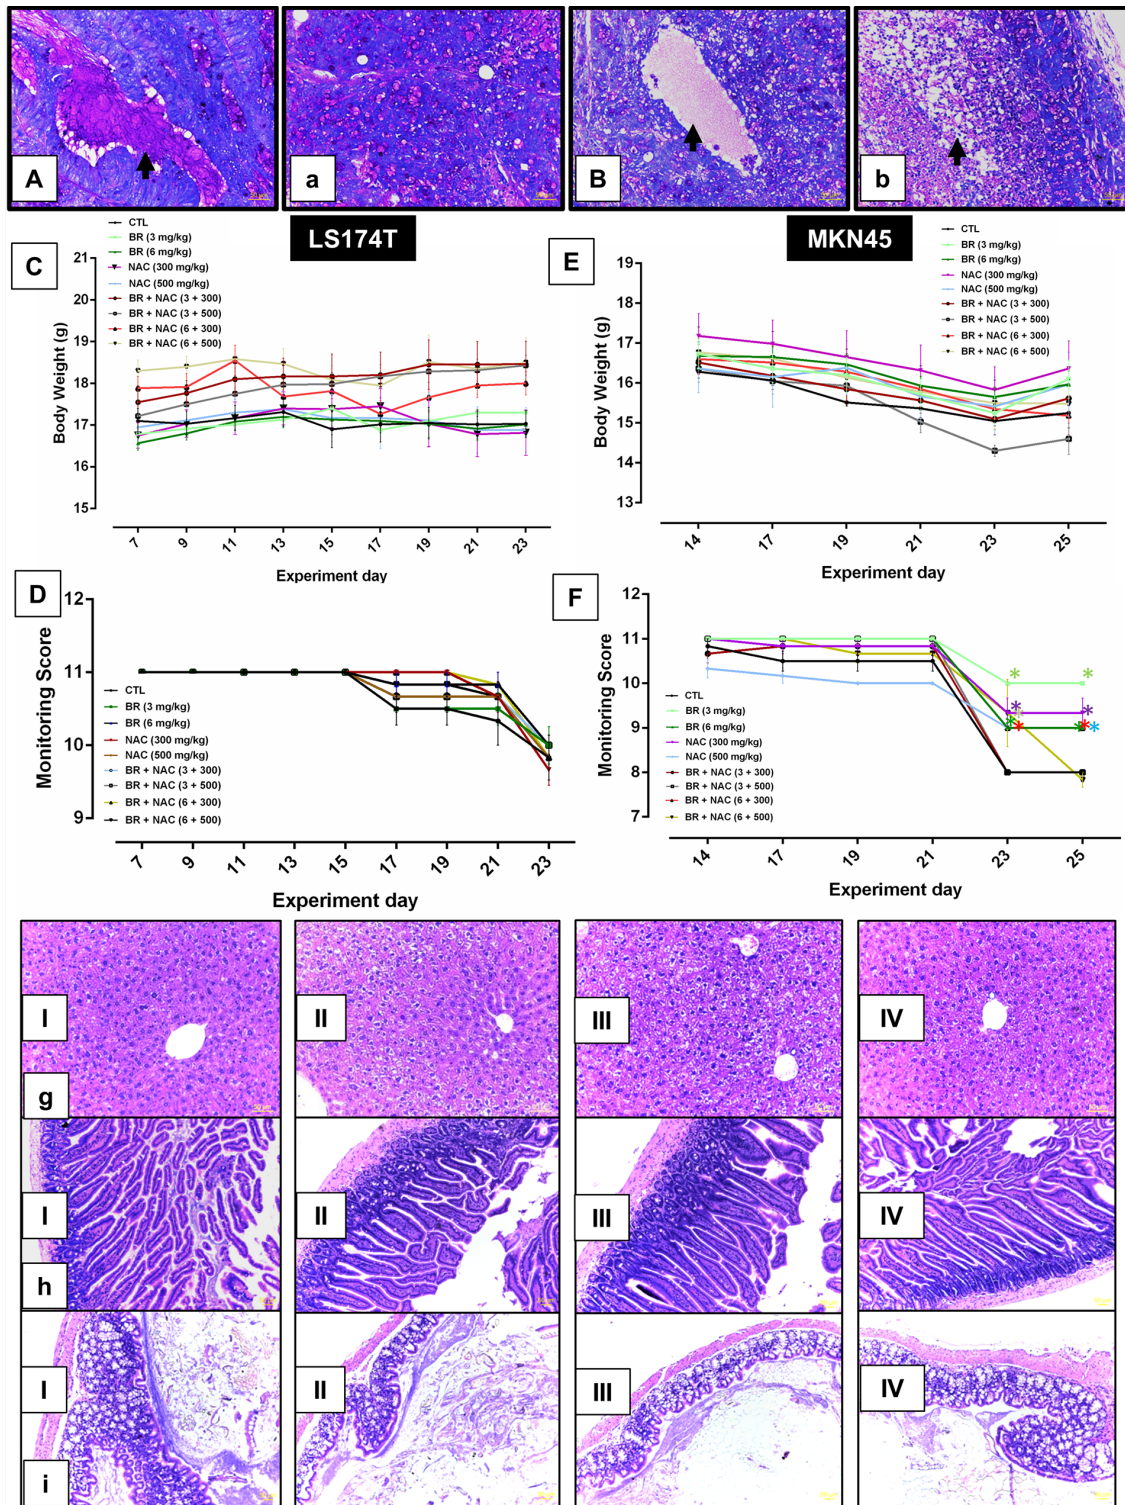 A
a
B
b
LS174T
MKN45
C
CTL
BR (3 mg/kg)
BR (6 mg/kg)
NAC (300 mg/kg)
NAC (500 mg/kg)
BR + NAC (3 + 300)
BR + NAC (3 + 500)
BR + NAC (6 + 300)
BR + NAC (6 + 500)
Body Weight (g)
21
20
19
18
17
16
15
7
9
11
13
15
17
19
21
23
Experiment day
E
CTL
BR (3 mg/kg)
BR (6 mg/kg)
NAC (300 mg/kg)
NAC (500 mg/kg)
BR + NAC (3 + 300)
BR + NAC (3 + 500)
BR + NAC (6 + 300)
BR + NAC (6 + 500)
Body Weight (g)
19
18
17
16
15
14
13
14
17
19
21
23
25
Experiment day
D
Monitoring Score
12
11
10
9
CTL
BR (3 mg/kg)
BR (6 mg/kg)
NAC (300 mg/kg)
NAC (500 mg/kg)
BR + NAC (3 + 300)
BR + NAC (3 + 500)
BR + NAC (6 + 300)
BR + NAC (6 + 500)
7
9
11
13
15
17
19
21
23
Experiment day
F
Monitoring Score
12
11
10
9
8
7
CTL
BR (3 mg/kg)
BR (6 mg/kg)
NAC (300 mg/kg)
NAC (500 mg/kg)
BR + NAC (3 + 300)
BR + NAC (3 + 500)
BR + NAC (6 + 300)
BR + NAC (6 + 500)
*
*
*
*
*
*
*
*
*
*
14
17
19
21
23
25
Experiment day
I
II
III
IV
g
I
II
III
IV
h
I
II
III
IV
i